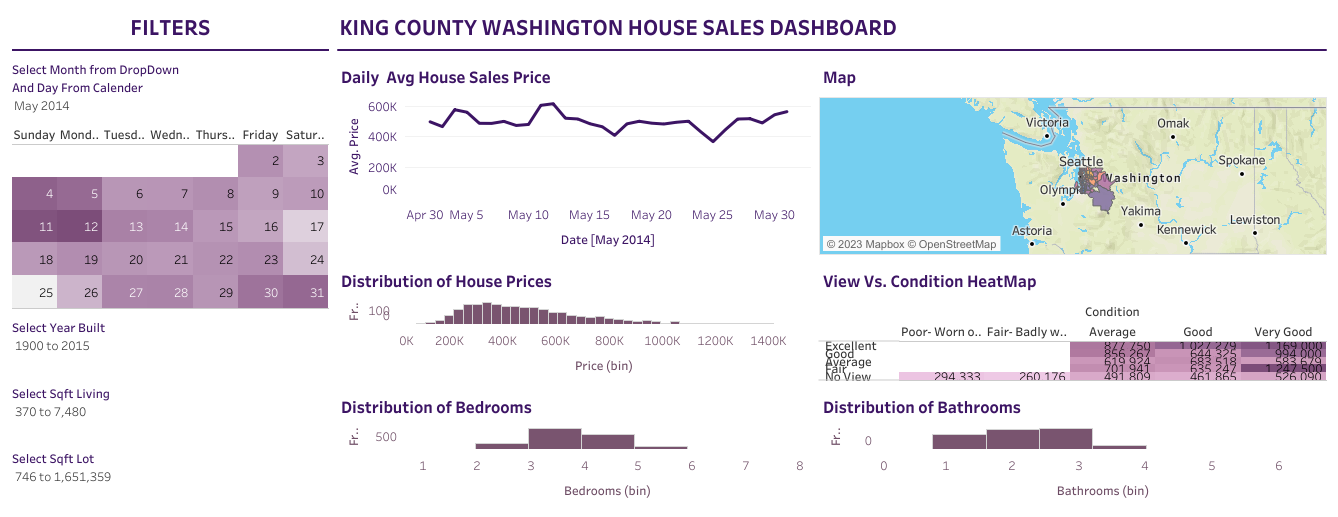 FILTERS
Select Month from DropDown
And Day From Calender
May 2014
Sunday Mond.. Tuesd.. Wedn.. Thurs.. Friday Satur..
2 3
4 5 6 7 8 9 10
11 12 13 14 15 16 17
18 19 20 21 22 23 24
25 26 27 28 29 30 31
Select Year Built
1900 to 2015
Select Sqft Living
370 to 7,480
Select Sqft Lot
746 to 1,651,359
KING COUNTY WASHINGTON HOUSE SALES DASHBOARD
Daily Avg House Sales Price
Avg. Price
600K
400K
200K
0K
Apr 30 May 5 May 10 May 15 May 20 May 25 May 30
Date [May 2014]
Map
Victoria
Omak
Seattle
Spokane
Washington
Yakima
Lewiston
Kennewick
Astoria
© 2023 Mapbox © OpenStreetMap
Distribution of House Prices
Fr..
100
0
0K 200K 400K 600K 800K 1000K 1200K 1400K
Price (bin)
View Vs. Condition HeatMap
Condition
Poor- Worn o.. Fair- Badly w.. Average Good Very Good
Excellent 877,750 1,027,279 1,169,000
Good 856,267 644,325 994,000
Average 619,924 683,518 583,679
Fair 701,941 635,247 1,247,500
No View 294,333 260,176 491,809 461,865 526,090
Distribution of Bedrooms
Fr..
500
1 2 3 4 5 6 7 8
Bedrooms (bin)
Distribution of Bathrooms
Fr..
0
0 1 2 3 4 5 6
Bathrooms (bin)